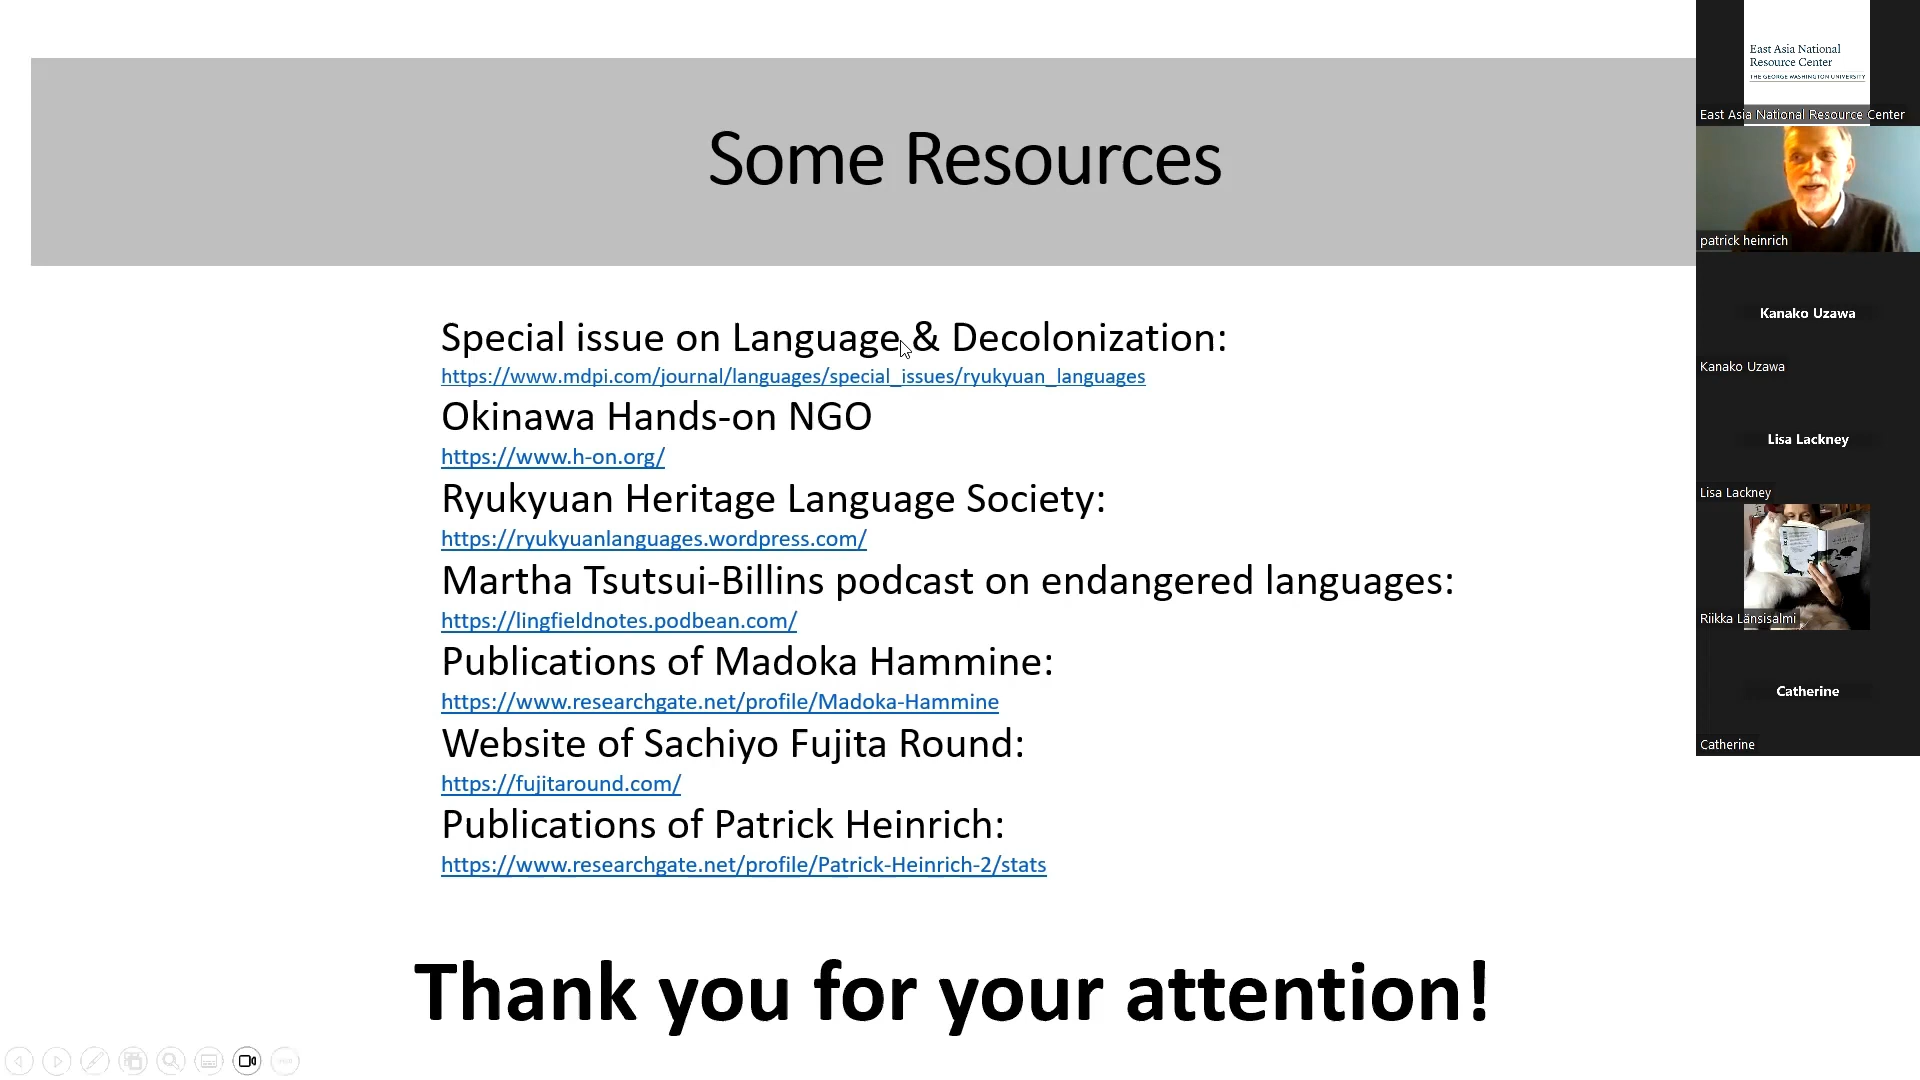 Some Resources
Special issue on Language & Decolonization:
https://www.mdpi.com/journal/languages/special_issues/ryukyuan_languages
Okinawa Hands-on NGO
https://www.h-on.org/
Ryukyuan Heritage Language Society:
https://ryukyuanlanguages.wordpress.com/
Martha Tsutsui-Billins podcast on endangered languages:
https://lingfieldnotes.podbean.com/
Publications of Madoka Hammine:
https://www.researchgate.net/profile/Madoka-Hammine
Website of Sachiyo Fujita Round:
https://fujitaround.com/
Publications of Patrick Heinrich:
https://www.researchgate.net/profile/Patrick-Heinrich-2/stats
Thank you for your attention!
East Asia National
Resource Center
THE GEORGE WASHINGTON UNIVERSITY
East Asia National Resource Center
patrick heinrich
Kanako Uzawa
Kanako Uzawa
Lisa Lackney
Lisa Lackney
Riikka Länsisalmi
Catherine
Catherine